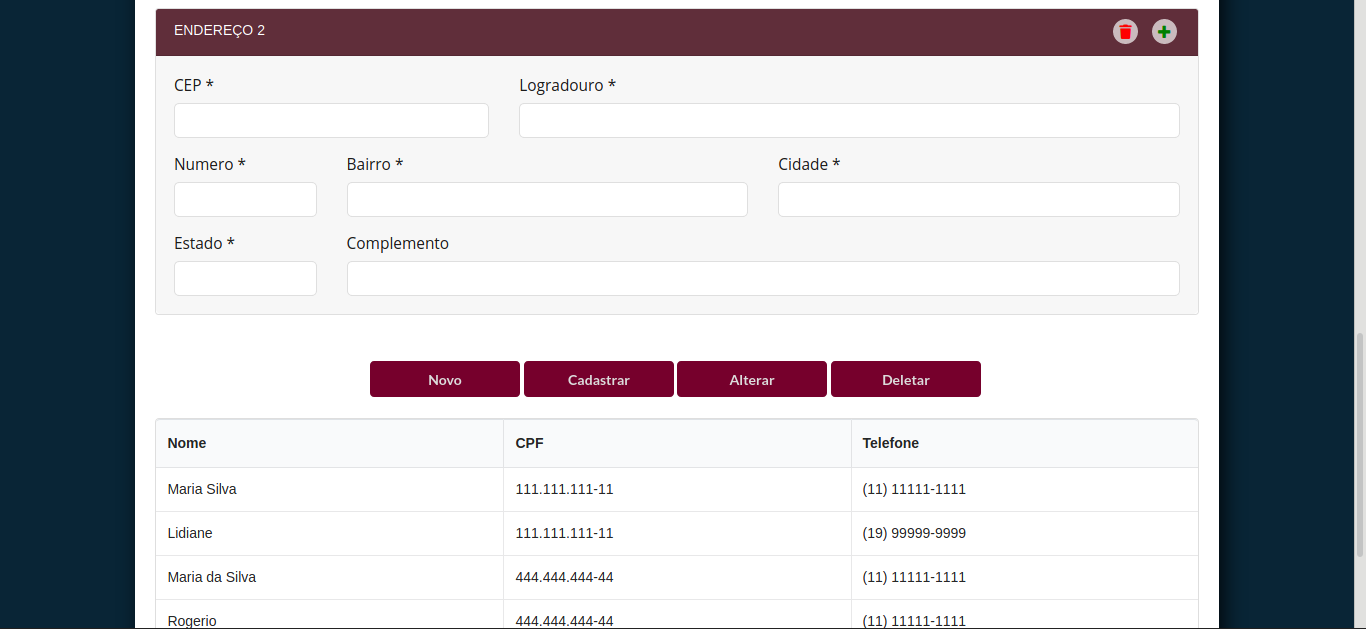 ENDEREÇO 2
CEP * Logradouro *
Numero * Bairro * Cidade *
Estado * Complemento
Novo Cadastrar Alterar Deletar
Nome CPF Telefone
Maria Silva 111.111.111-11 (11) 11111-1111
Lidiane 111.111.111-11 (19) 99999-9999
Maria da Silva 444.444.444-44 (11) 11111-1111
Rogerio 444.444.444-44 (11) 11111-1111